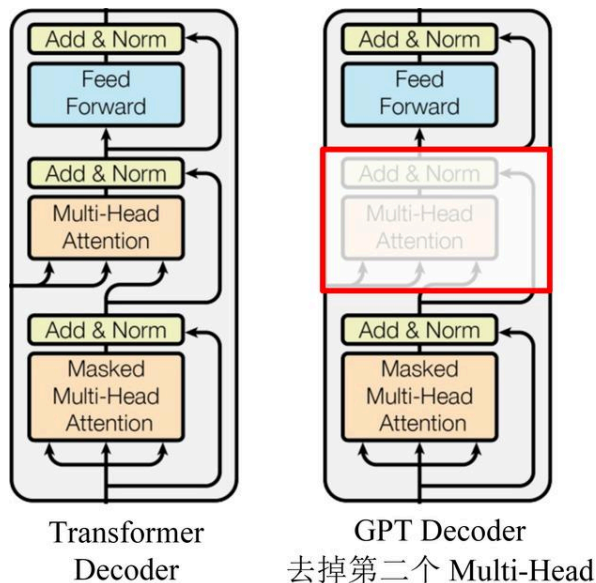 Add & Norm
Feed
Forward
Add & Norm
Multi-Head
Attention
Add & Norm
Masked
Multi-Head
Attention
Transformer
Decoder
Add & Norm
Feed
Forward
Add & Norm
Multi-Head
Attention
Add & Norm
Masked
Multi-Head
Attention
GPT Decoder
去掉第二个 Multi-Head